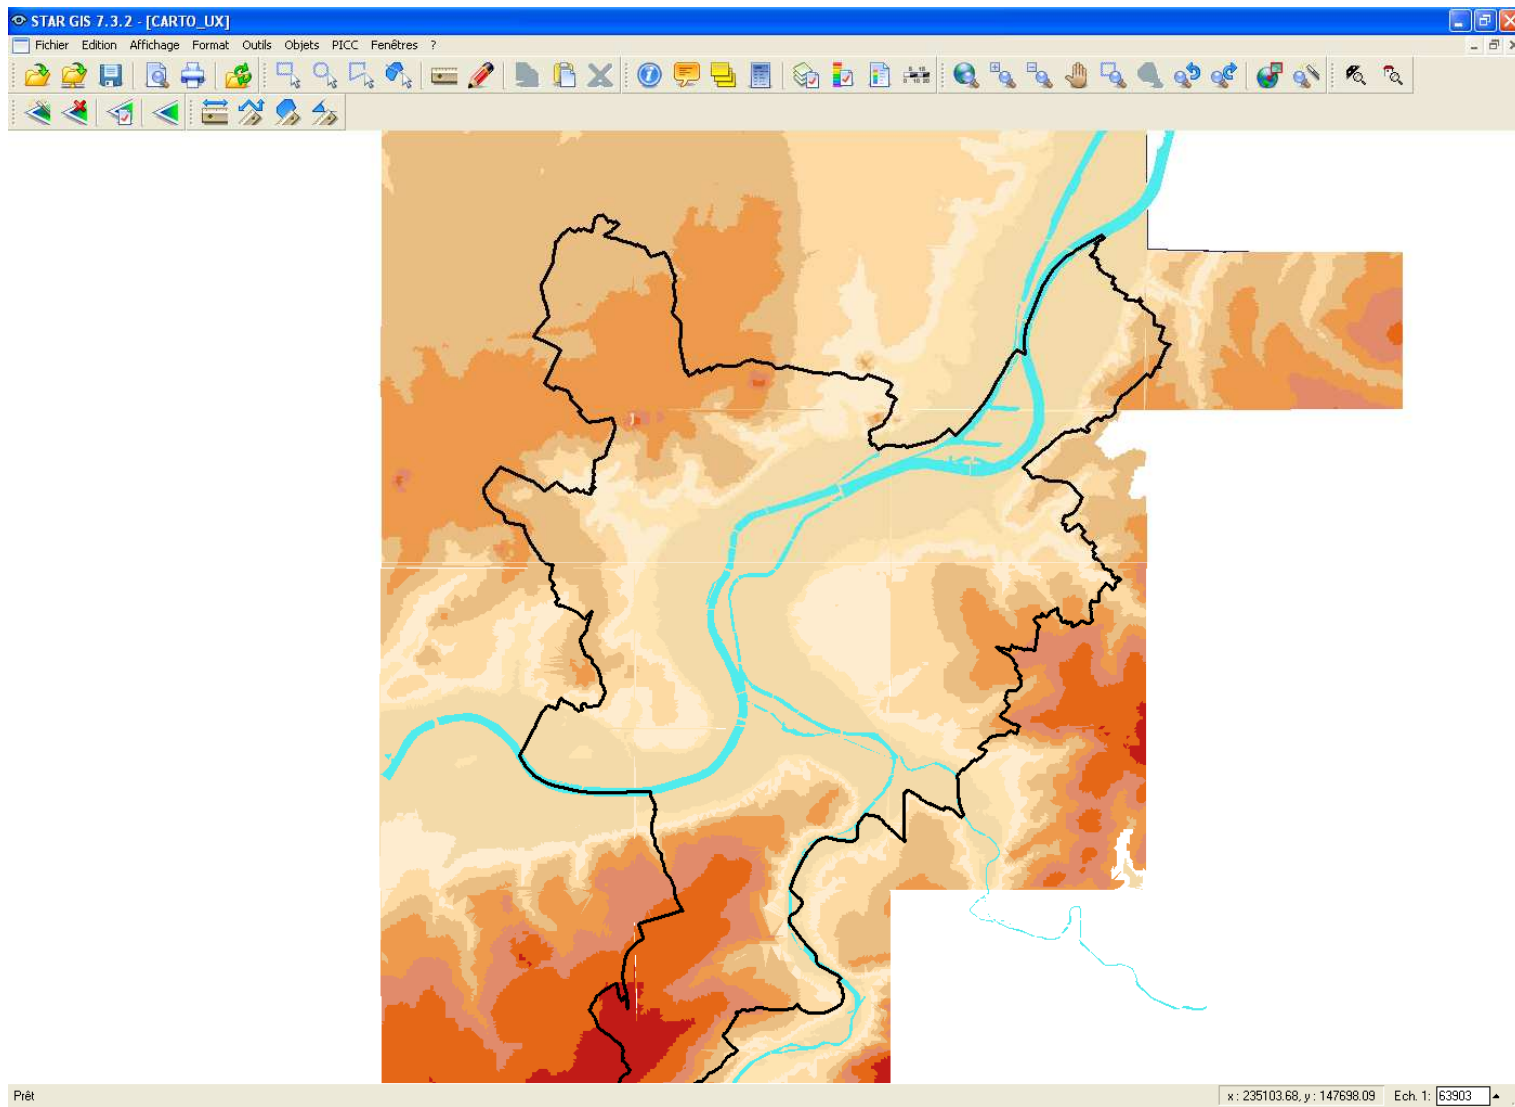 STAR GIS 7.3.2 - [CARTO_UX]
Fichier Edition Affichage Format Outils Objets PICC Fenêtres ?
Prêt
x : 235103.68, y : 147698.09 Ech. 1: 63903